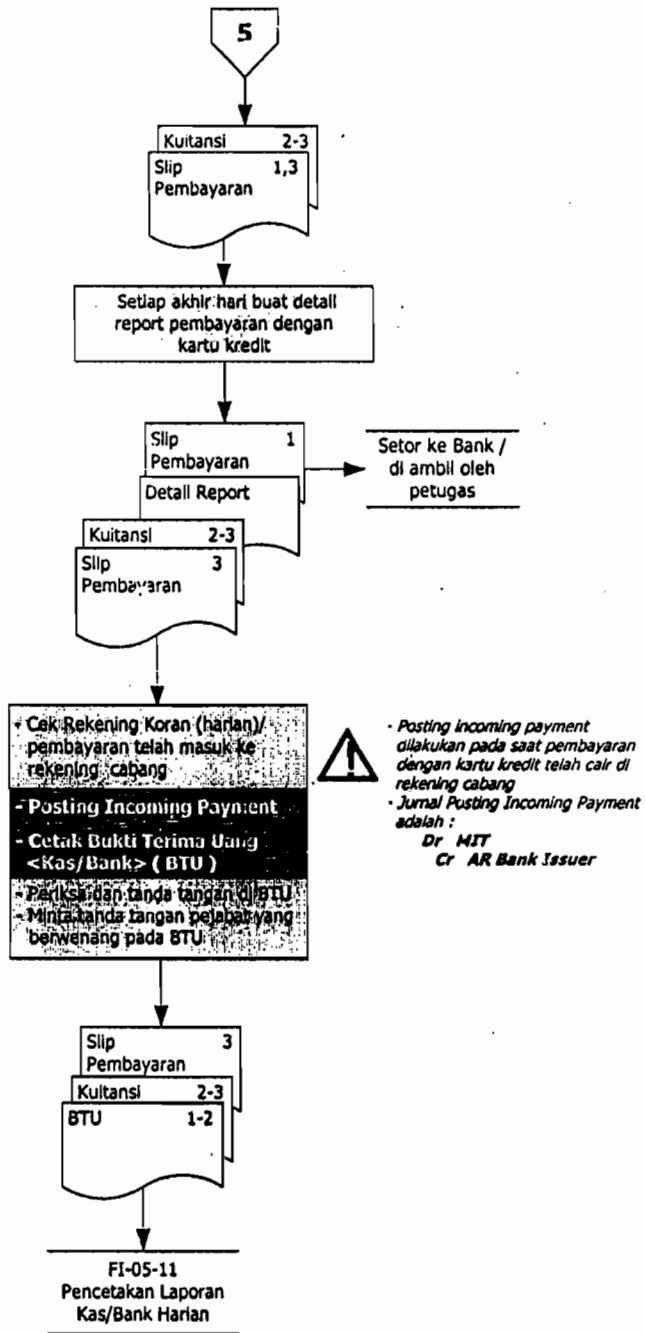 5
Kuitansi 2-3
Slip 1,3
Pembayaran
Setiap akhir hari buat detail
report pembayaran dengan
kartu kredit
Slip 1
Pembayaran
Setor ke Bank /
di ambil oleh
petugas
Detail Report
Kuitansi 2-3
Slip 3
Pembayaran
- Cek Rekening Koran (harian)/
pembayaran telah masuk ke
rekening cabang
- Posting Incoming Payment
- Cetak Bukti Terima Uang
<Kas/Bank> ( BTU )
- Periksa dan tanda tangan di BTU
- Minta tanda tangan pejabat yang
berwenang pada BTU
- Posting incoming payment
dilakukan pada saat pembayaran
dengan kartu kredit telah cair di
rekening cabang
- Jurnal Posting Incoming Payment
adalah :
Dr MIT
Cr AR Bank Issuer
Slip 3
Pembayaran
Kuitansi 2-3
BTU 1-2
FI-05-11
Pencetakan Laporan
Kas/Bank Harian